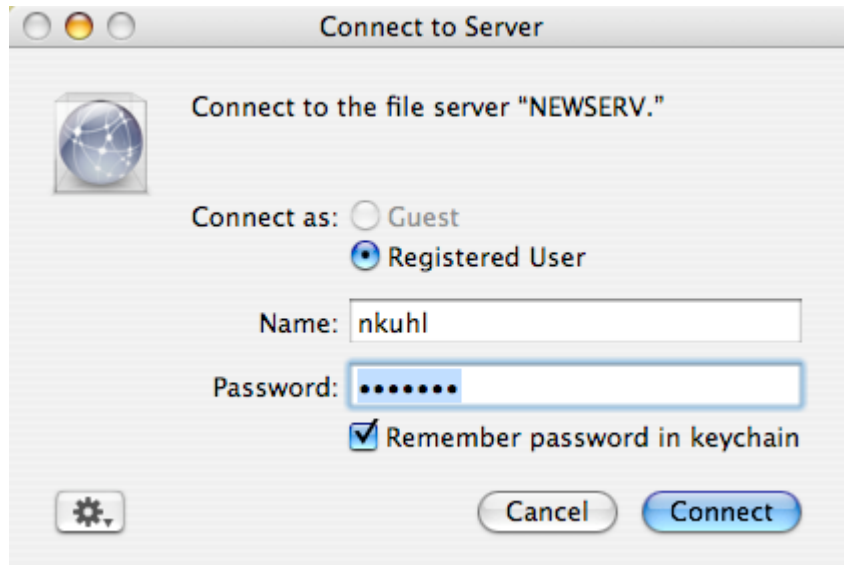 Connect to Server
Connect to the file server “NEWSERV.”
Connect as: Guest
Registered User
Name: nkuhl
Password: •••••••
Remember password in keychain
Cancel Connect